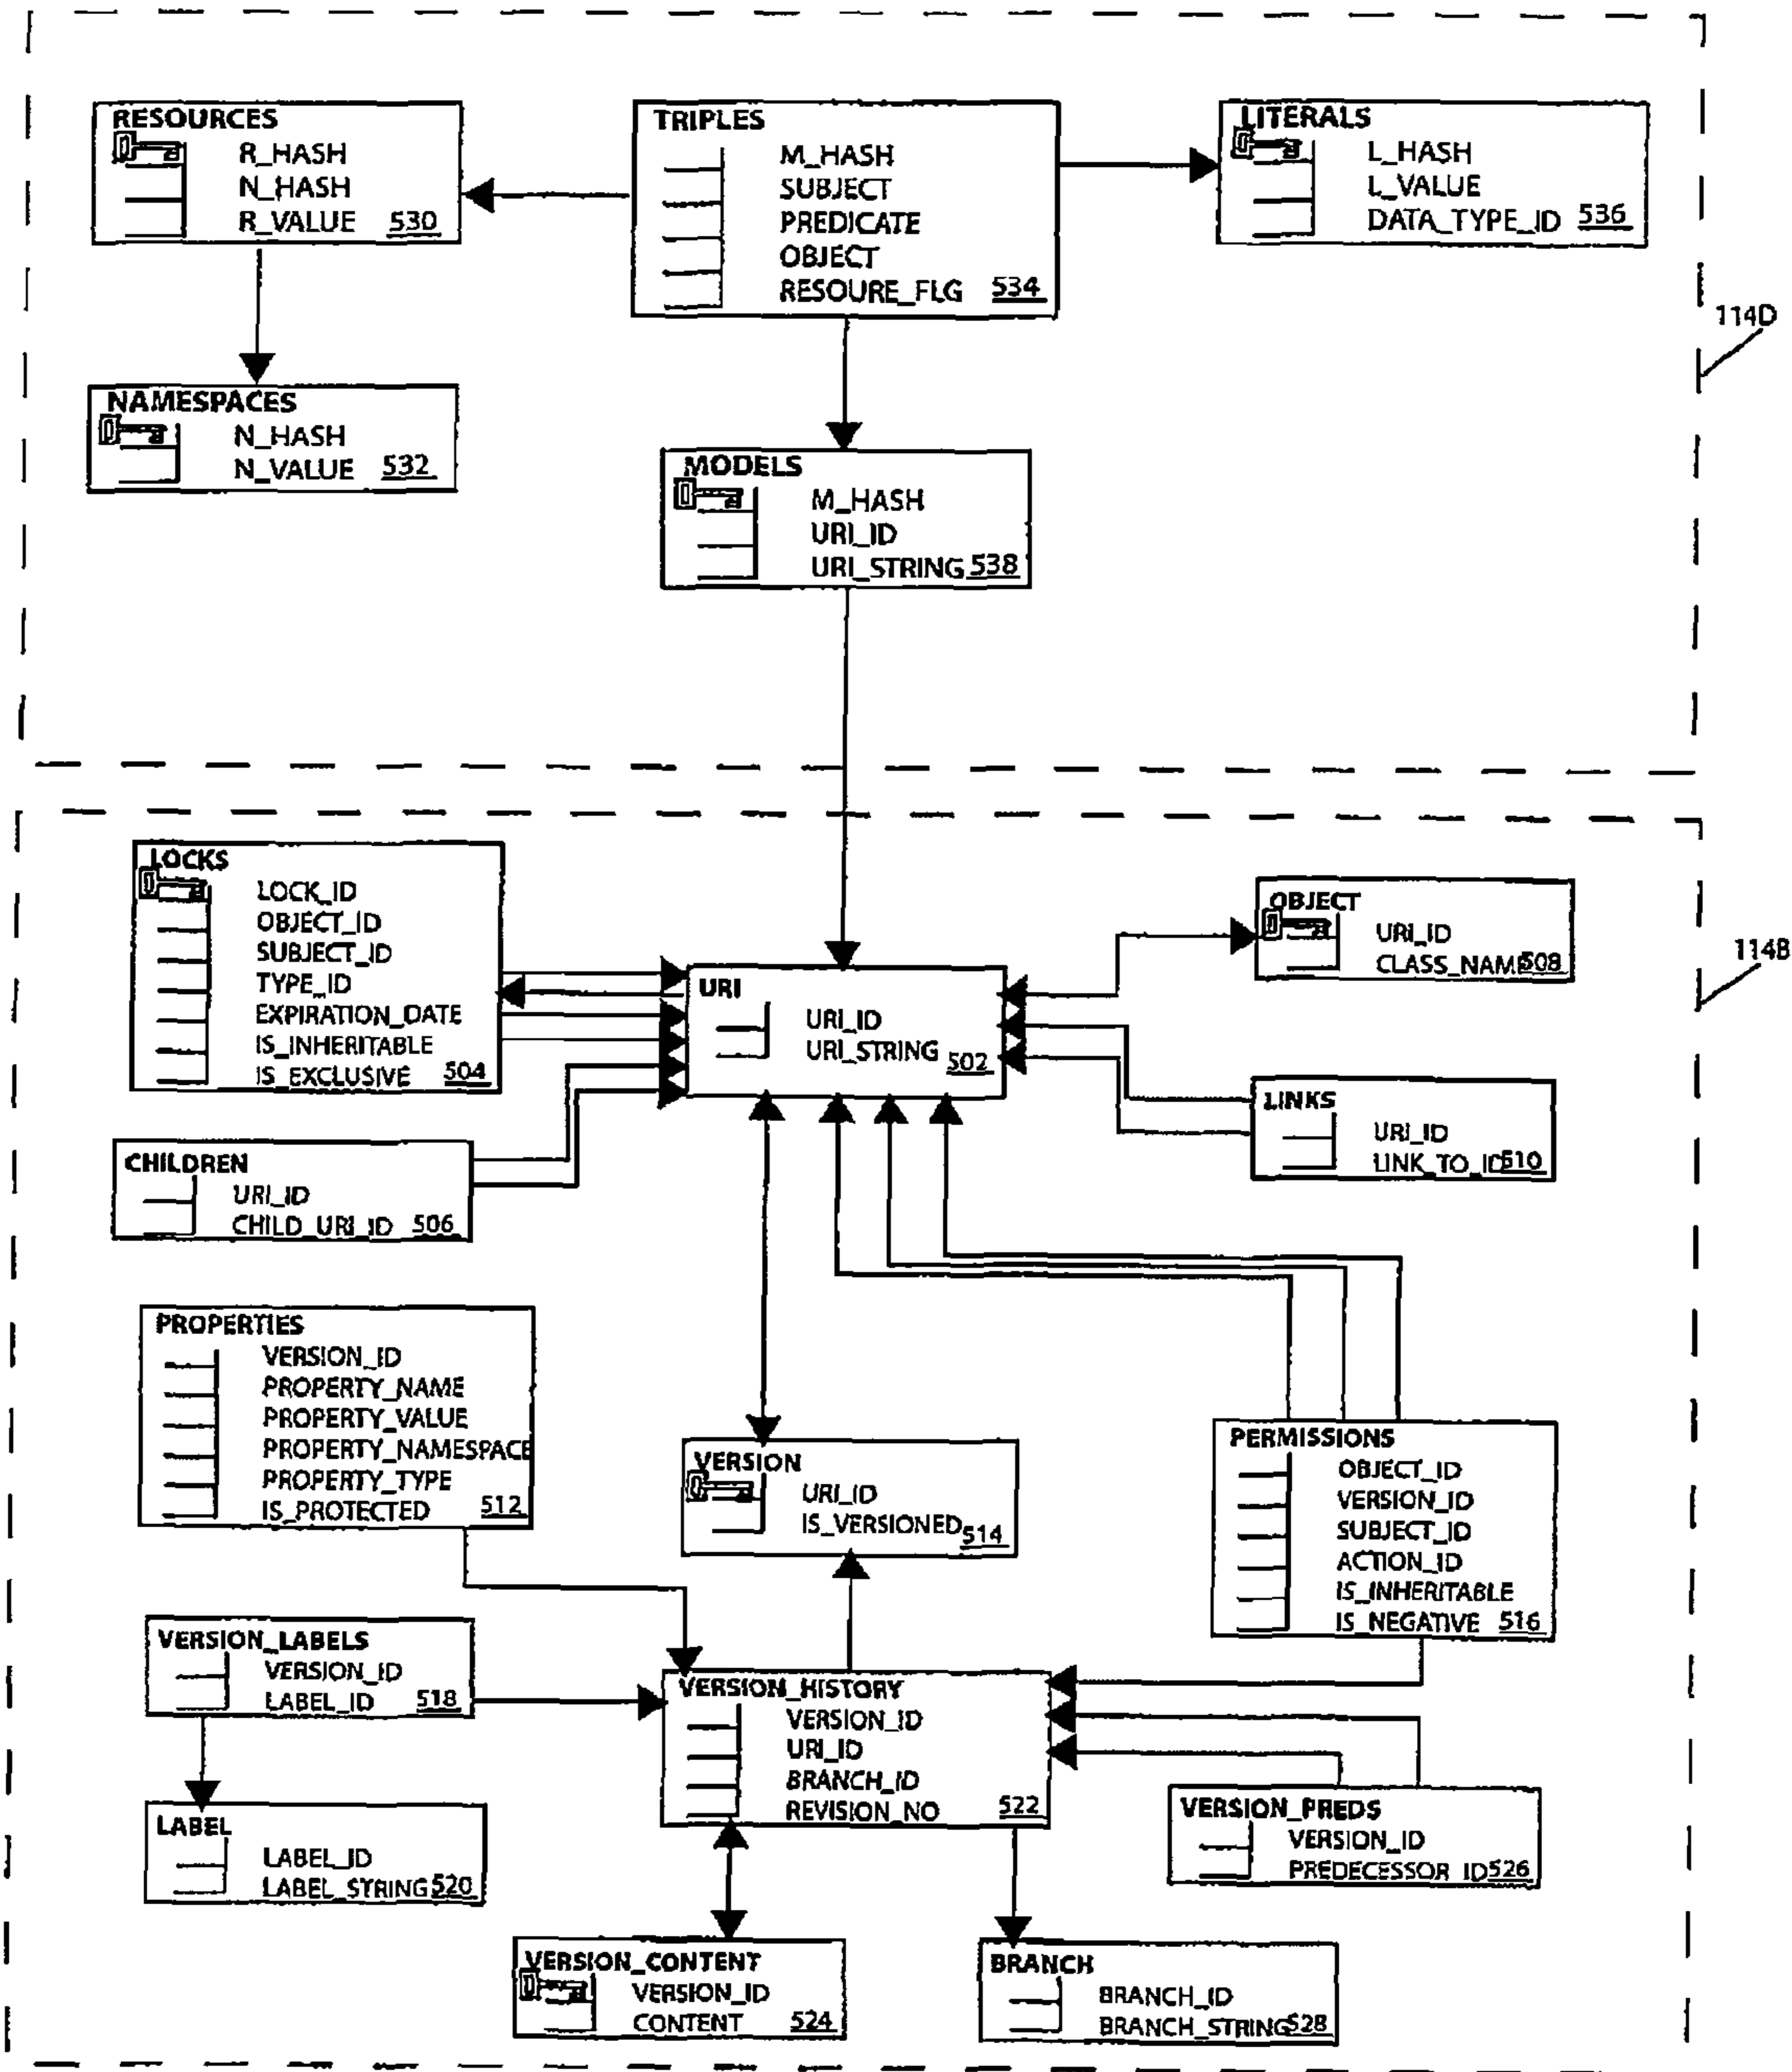 RESOURCES
R_HASH
N_HASH
R_VALUE 530
TRIPLES
M_HASH
SUBJECT
PREDICATE
OBJECT
RESOURE_FLG 534
LITERALS
L_HASH
L_VALUE
DATA_TYPE_ID 536
114D
NAMESPACES
N_HASH
N_VALUE 532
MODELS
M_HASH
URI_ID
URI_STRING 538
LOCKS
LOCK_ID
OBJECT_ID
SUBJECT_ID
TYPE_ID
EXPIRATION_DATE
IS_INHERITABLE
IS_EXCLUSIVE 504
URI
URI_ID
URI_STRING 502
OBJECT
URI_ID
CLASS_NAME 508
114B
CHILDREN
URI_ID
CHILD_URI_ID 506
LINKS
URI_ID
LINK_TO_ID 510
PROPERTIES
VERSION_ID
PROPERTY_NAME
PROPERTY_VALUE
PROPERTY_NAMESPACE
PROPERTY_TYPE
IS_PROTECTED 512
VERSION
URI_ID
IS_VERSIONED 514
PERMISSIONS
OBJECT_ID
VERSION_ID
SUBJECT_ID
ACTION_ID
IS_INHERITABLE
IS_NEGATIVE 516
VERSION_LABELS
VERSION_ID
LABEL_ID 518
VERSION_HISTORY
VERSION_ID
URI_ID
BRANCH_ID
REVISION_NO 522
LABEL
LABEL_ID
LABEL_STRING 520
VERSION_PREDS
VERSION_ID
PREDECESSOR_ID 526
VERSION_CONTENT
VERSION_ID
CONTENT 524
BRANCH
BRANCH_ID
BRANCH_STRING 528